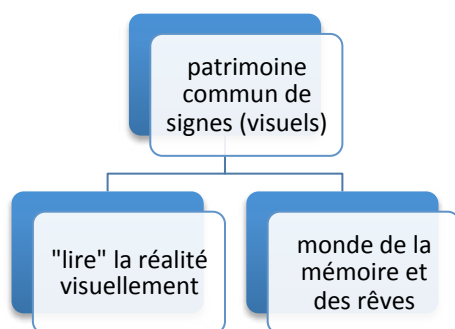 patrimoine
commun de
signes (visuels)
"lire" la réalité
visuellement
monde de la
mémoire et
des rêves